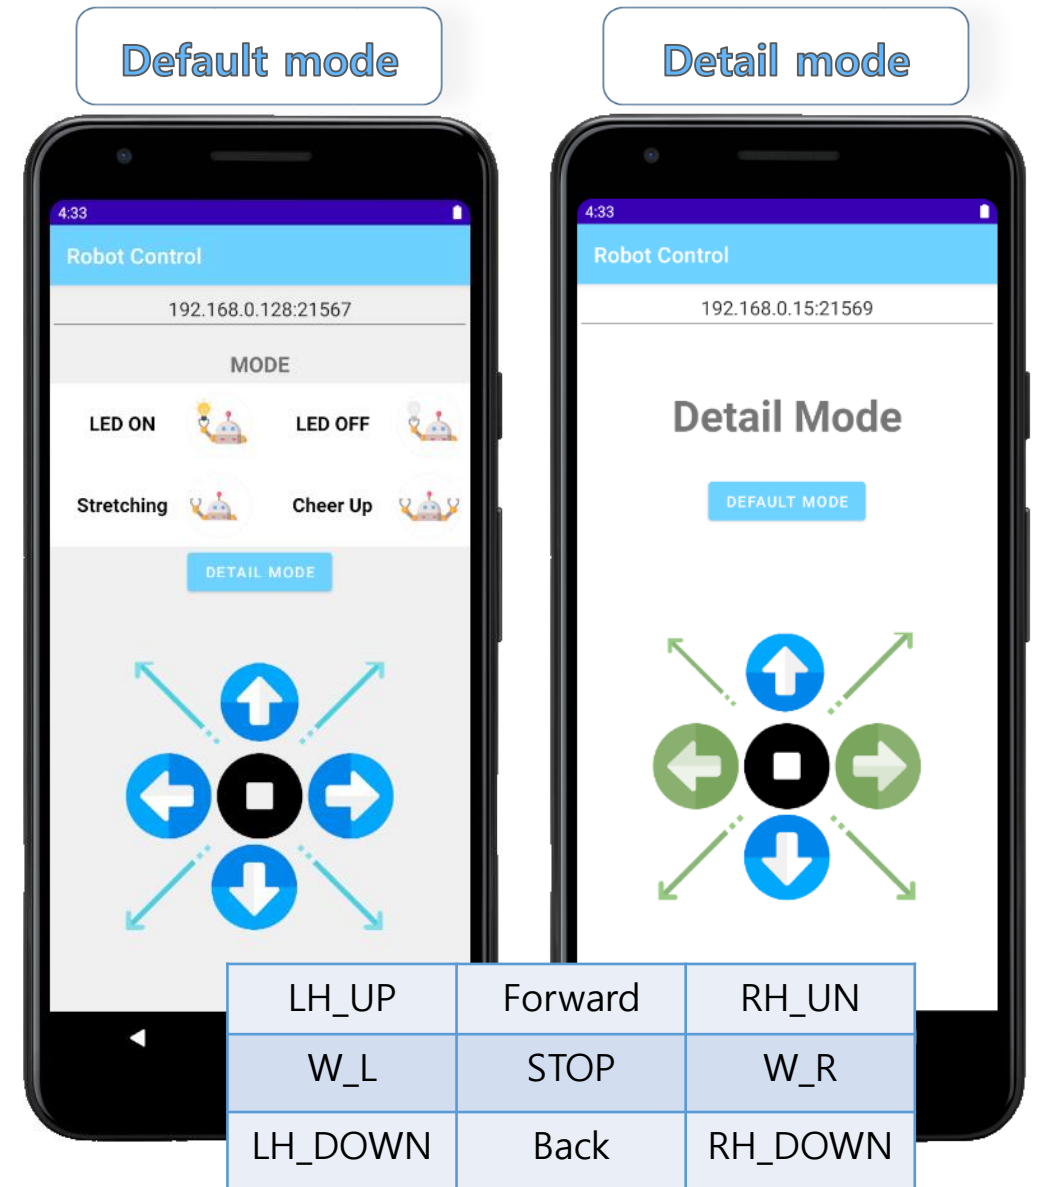 Default mode
Detail mode
4:33
Robot Control
192.168.0.128:21567
MODE
LED ON
LED OFF
Stretching
Cheer Up
DETAIL MODE
4:33
Robot Control
192.168.0.15:21569
Detail Mode
DEFAULT MODE
LH_UP Forward RH_UN
W_L STOP W_R
LH_DOWN Back RH_DOWN